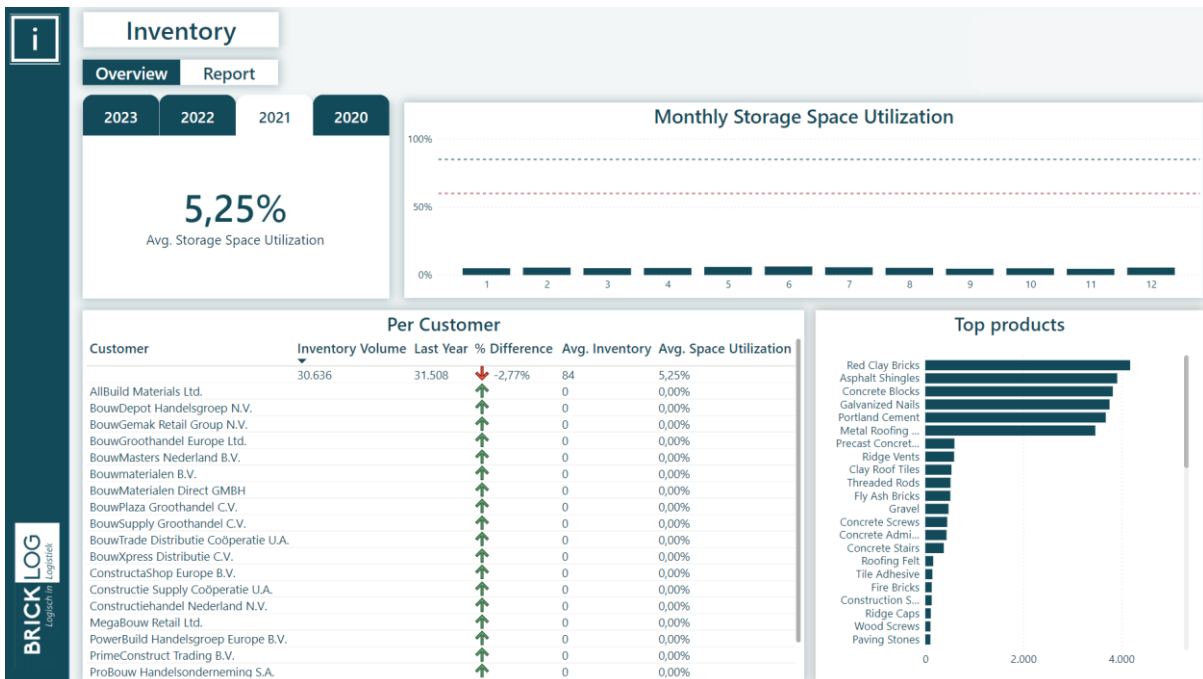 i
Inventory
Overview Report
2023 2022 2021 2020
5,25%
Avg. Storage Space Utilization
Monthly Storage Space Utilization
100%
50%
0%
1 2 3 4 5 6 7 8 9 10 11 12
Per Customer
Customer Inventory Volume Last Year % Difference Avg. Inventory Avg. Space Utilization
30.636 31.508 -2,77% 84 5,25%
AllBuild Materials Ltd. 0 0,00%
BouwDepot Handelsgroep N.V. 0 0,00%
BouwGemak Retail Group N.V. 0 0,00%
BouwGroothandel Europe Ltd. 0 0,00%
BouwMasters Nederland B.V. 0 0,00%
Bouwmaterialen B.V. 0 0,00%
BouwMaterialen Direct GMBH 0 0,00%
BouwPlaza Groothandel C.V. 0 0,00%
BouwSupply Groothandel C.V. 0 0,00%
BouwTrade Distributie Coöperatie U.A. 0 0,00%
BouwXpress Distributie C.V. 0 0,00%
ConstructaShop Europe B.V. 0 0,00%
Constructie Supply Coöperatie U.A. 0 0,00%
Constructiehandel Nederland N.V. 0 0,00%
MegaBouw Retail Ltd. 0 0,00%
PowerBuild Handelsgroep Europe B.V. 0 0,00%
PrimeConstruct Trading B.V. 0 0,00%
ProBouw Handelsonderneming S.A. 0 0,00%
Top products
Red Clay Bricks
Asphalt Shingles
Concrete Blocks
Galvanized Nails
Portland Cement
Metal Roofing ...
Precast Concret...
Ridge Vents
Clay Roof Tiles
Threaded Rods
Fly Ash Bricks
Gravel
Concrete Screws
Concrete Admi...
Concrete Stairs
Roofing Felt
Tile Adhesive
Fire Bricks
Construction S...
Ridge Caps
Wood Screws
Paving Stones
0 2.000 4.000
BRICKLOG
Logisch in Logistiek